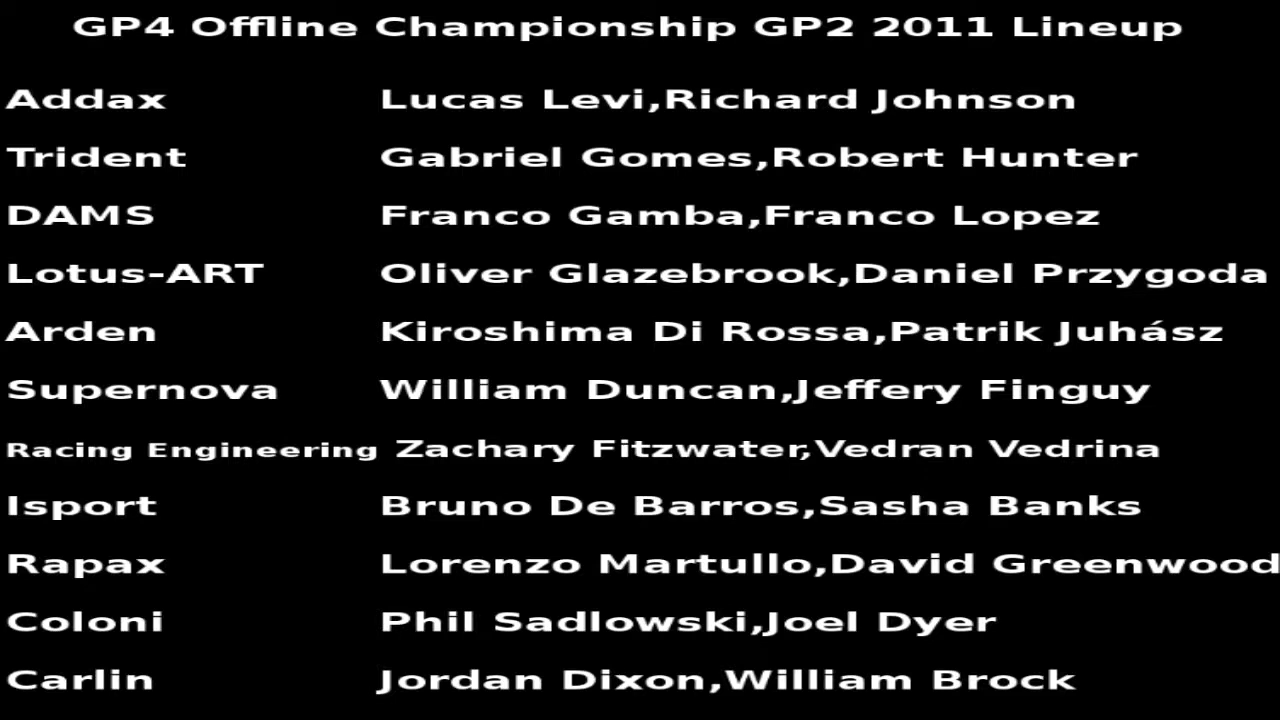 GP4 Offline Championship GP2 2011 Lineup
Addax Lucas Levi,Richard Johnson
Trident Gabriel Gomes,Robert Hunter
DAMS Franco Gamba,Franco Lopez
Lotus-ART Oliver Glazebrook,Daniel Przygoda
Arden Kiroshima Di Rossa,Patrik Juhász
Supernova William Duncan,Jeffery Finguy
Racing Engineering Zachary Fitzwater,Vedran Vedrina
Isport Bruno De Barros,Sasha Banks
Rapax Lorenzo Martullo,David Greenwood
Coloni Phil Sadlowski,Joel Dyer
Carlin Jordan Dixon,William Brock